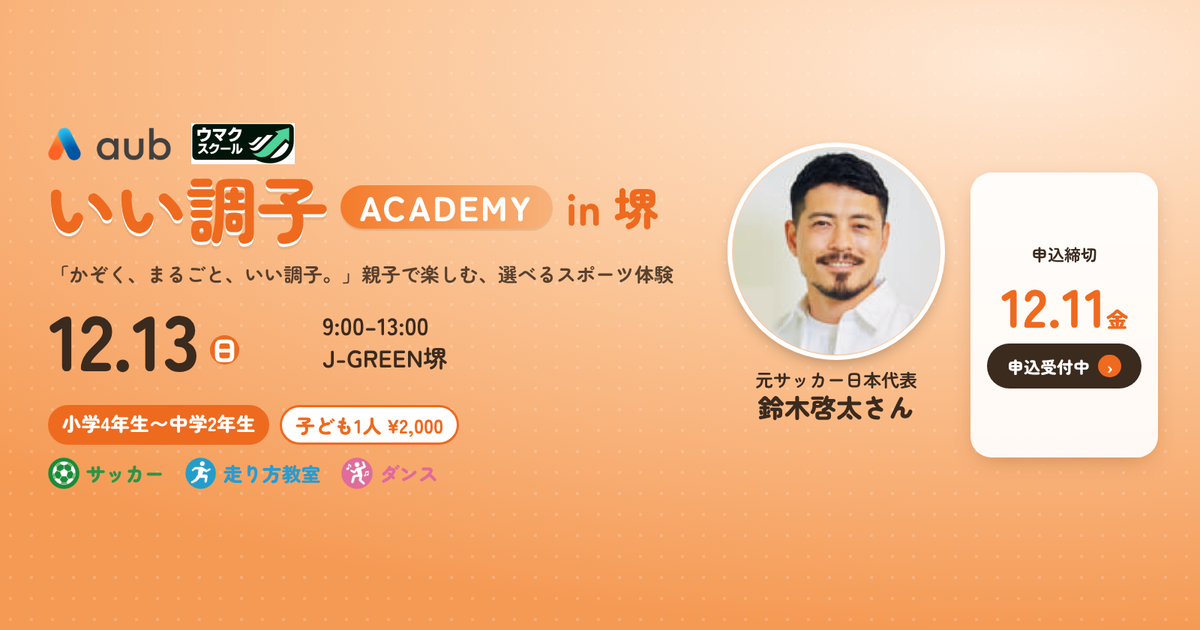 aub
ウマク
スクール
いい調子 ACADEMY in 堺
「かぞく、まるごと、いい調子。」親子で楽しむ、選べるスポーツ体験
12.13 日
9:00–13:00
J-GREEN堺
小学4年生〜中学2年生
子ども1人 ¥2,000
サッカー 走り方教室 ダンス
元サッカー日本代表
鈴木啓太さん
申込締切
12.11金
申込受付中 ›